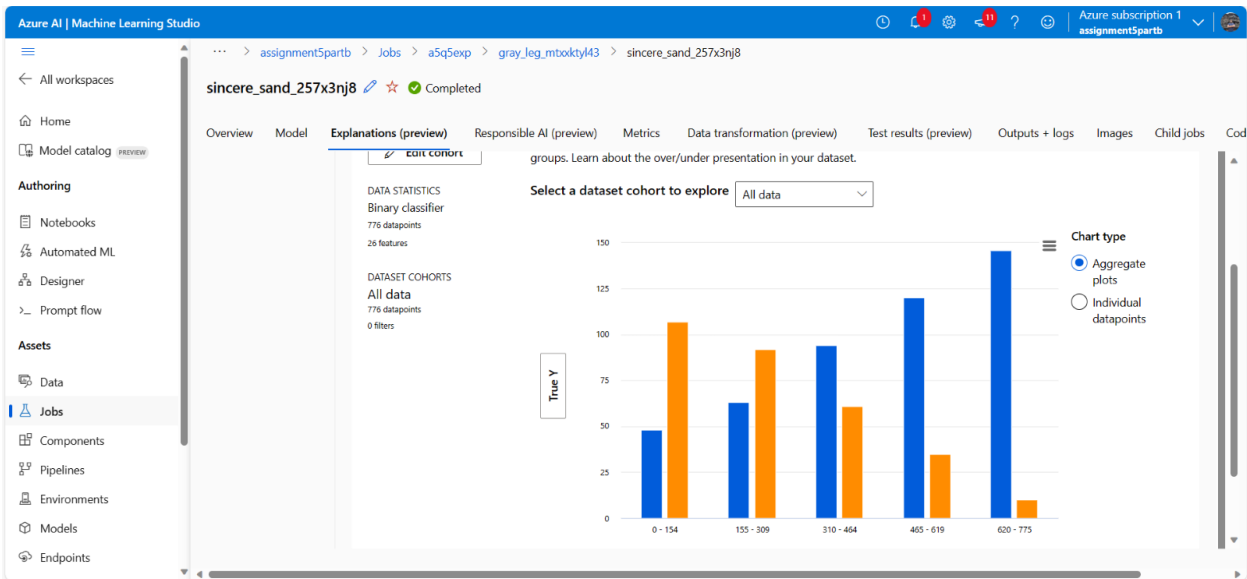 Azure AI | Machine Learning Studio
1
11
?
Azure subscription 1
assignment5partb
... > assignment5partb > Jobs > a5q5exp > gray_leg_mtxxktyl43 > sincere_sand_257x3nj8
All workspaces
sincere_sand_257x3nj8 Completed
Home
Model catalog PREVIEW
Overview Model Explanations (preview) Responsible AI (preview) Metrics Data transformation (preview) Test results (preview) Outputs + logs Images Child jobs Cod
Authoring
Notebooks
Automated ML
Designer
Prompt flow
Assets
Data
Jobs
Components
Pipelines
Environments
Models
Endpoints
Edit cohort
groups. Learn about the over/under presentation in your dataset.
DATA STATISTICS
Binary classifier
776 datapoints
26 features
DATASET COHORTS
All data
776 datapoints
0 filters
Select a dataset cohort to explore All data
150
125
100
75
50
25
0
True Y
0 - 154 155 - 309 310 - 464 465 - 619 620 - 775
Chart type
Aggregate
plots
Individual
datapoints